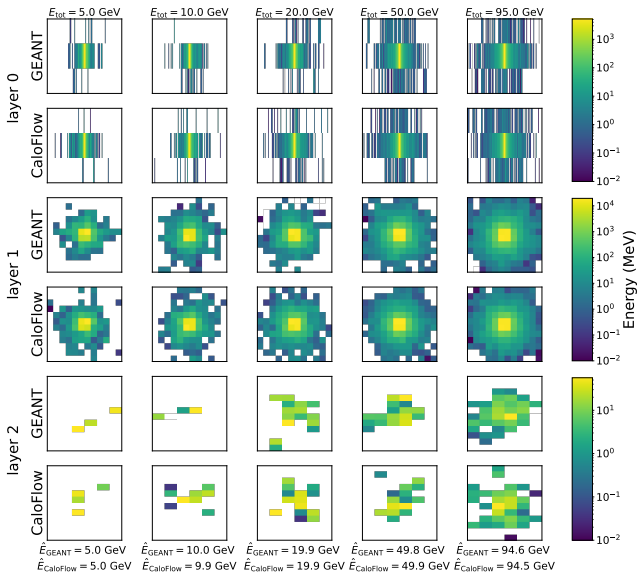 E_tot = 5.0 GeV E_tot = 10.0 GeV E_tot = 20.0 GeV E_tot = 50.0 GeV E_tot = 95.0 GeV
layer 0
GEANT
CaloFlow
10^3
10^2
10^1
10^0
10^−1
10^−2
layer 1
GEANT
CaloFlow
10^4
10^3
10^2
10^1
10^0
10^−1
10^−2
Energy (MeV)
layer 2
GEANT
CaloFlow
10^1
10^0
10^−1
10^−2
Ê_GEANT = 5.0 GeV Ê_GEANT = 10.0 GeV Ê_GEANT = 19.9 GeV Ê_GEANT = 49.8 GeV Ê_GEANT = 94.6 GeV
Ê_CaloFlow = 5.0 GeV Ê_CaloFlow = 9.9 GeV Ê_CaloFlow = 19.9 GeV Ê_CaloFlow = 49.9 GeV Ê_CaloFlow = 94.5 GeV